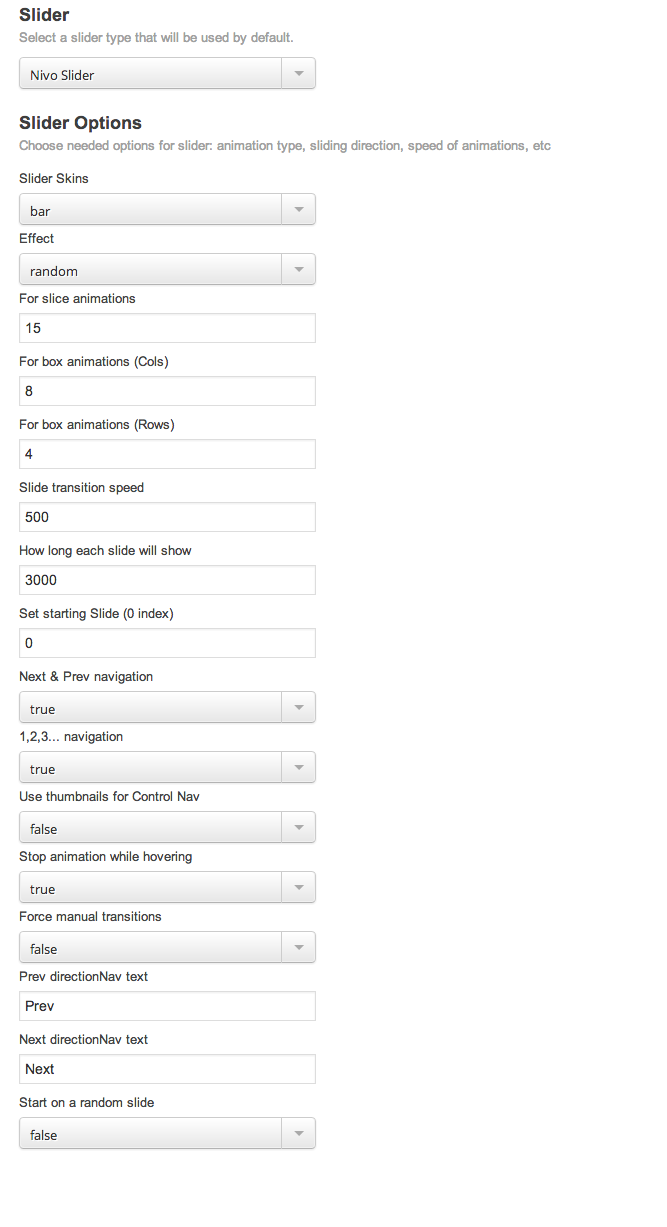 Slider
Select a slider type that will be used by default.
Nivo Slider
Slider Options
Choose needed options for slider: animation type, sliding direction, speed of animations, etc
Slider Skins
bar
Effect
random
For slice animations
15
For box animations (Cols)
8
For box animations (Rows)
4
Slide transition speed
500
How long each slide will show
3000
Set starting Slide (0 index)
0
Next & Prev navigation
true
1,2,3... navigation
true
Use thumbnails for Control Nav
false
Stop animation while hovering
true
Force manual transitions
false
Prev directionNav text
Prev
Next directionNav text
Next
Start on a random slide
false